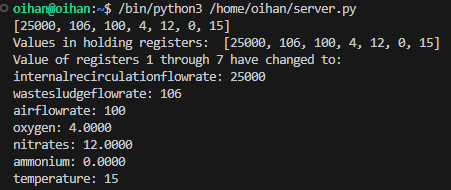 oihan@oihan:~$ /bin/python3 /home/oihan/server.py
[25000, 106, 100, 4, 12, 0, 15]
Values in holding registers:  [25000, 106, 100, 4, 12, 0, 15]
Value of registers 1 through 7 have changed to:
internalrecirculationflowrate: 25000
wastesludgeflowrate: 106
airflowrate: 100
oxygen: 4.0000
nitrates: 12.0000
ammonium: 0.0000
temperature: 15